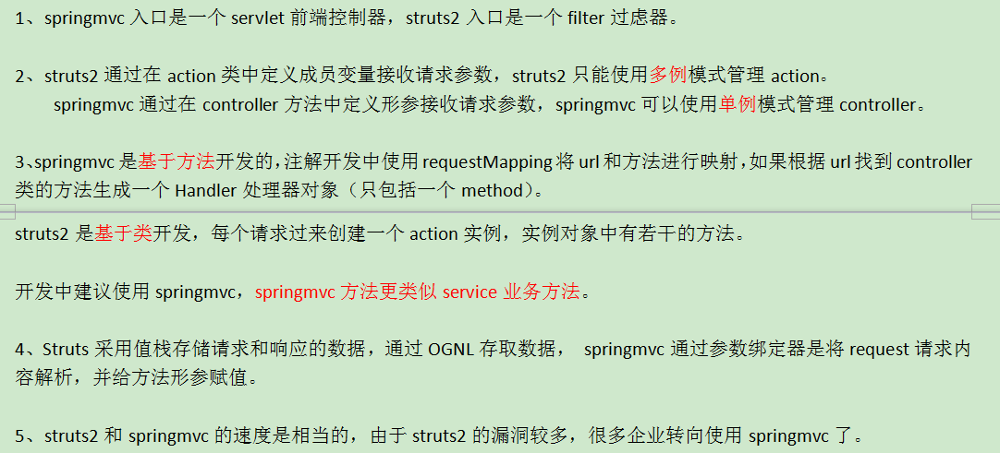 1、springmvc 入口是一个 servlet 前端控制器，struts2 入口是一个 filter 过虑器。
2、struts2 通过在 action 类中定义成员变量接收请求参数，struts2 只能使用多例模式管理 action。
springmvc 通过在 controller 方法中定义形参接收请求参数，springmvc 可以使用单例模式管理 controller。
3、springmvc 是基于方法开发的，注解开发中使用 requestMapping 将 url 和方法进行映射，如果根据 url 找到 controller
类的方法生成一个 Handler 处理器对象（只包括一个 method）。
struts2 是基于类开发，每个请求过来创建一个 action 实例，实例对象中有若干的方法。
开发中建议使用 springmvc，springmvc 方法更类似 service 业务方法。
4、Struts 采用值栈存储请求和响应的数据，通过 OGNL 存取数据， springmvc 通过参数绑定器是将 request 请求内
容解析，并给方法形参赋值。
5、struts2 和 springmvc 的速度是相当的，由于 struts2 的漏洞较多，很多企业转向使用 springmvc 了。